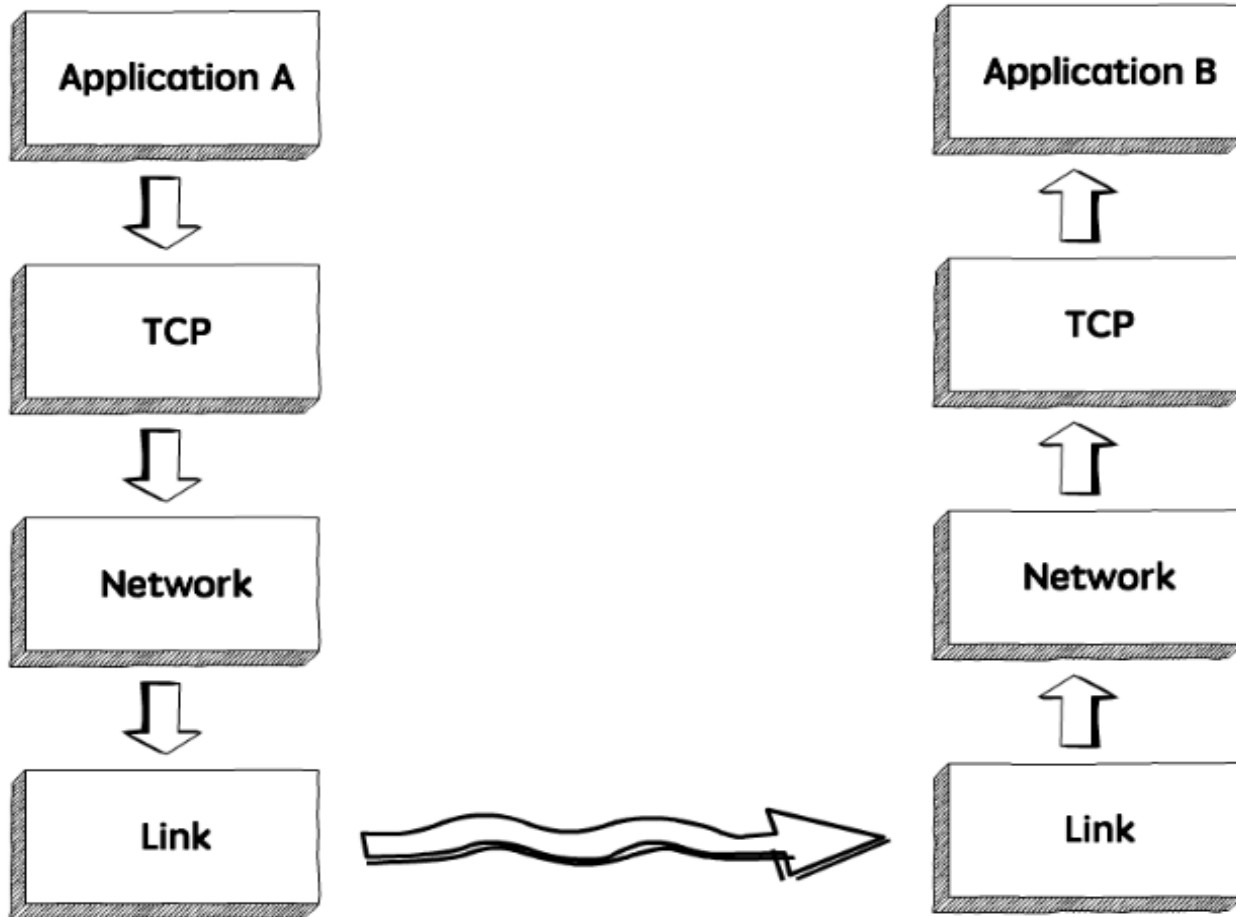 Application A
Application B
TCP
TCP
Network
Network
Link
Link